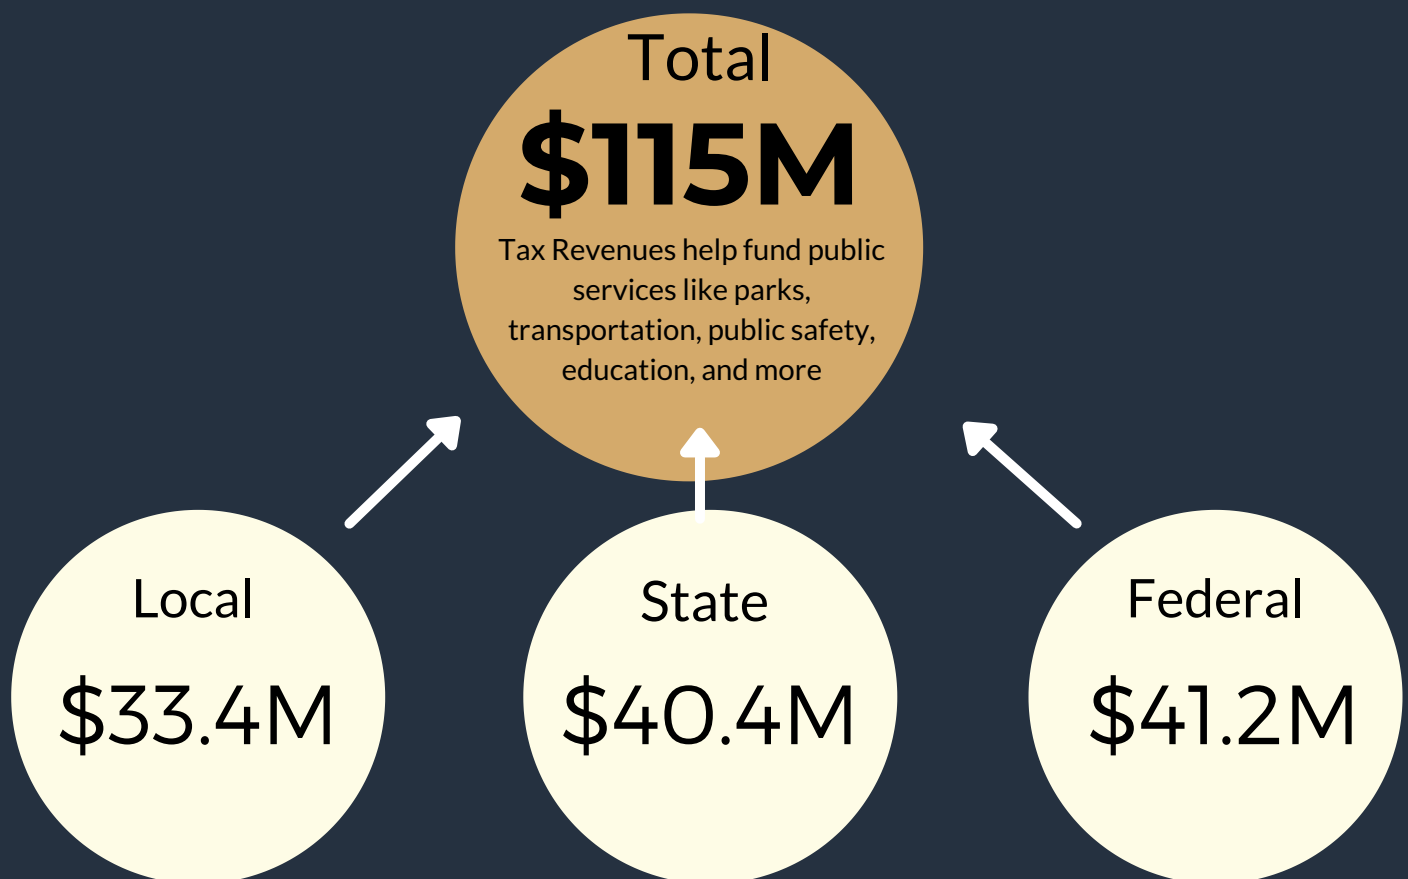 Total
$115M
Tax Revenues help fund public
services like parks,
transportation, public safety,
education, and more
Local
$33.4M
State
$40.4M
Federal
$41.2M